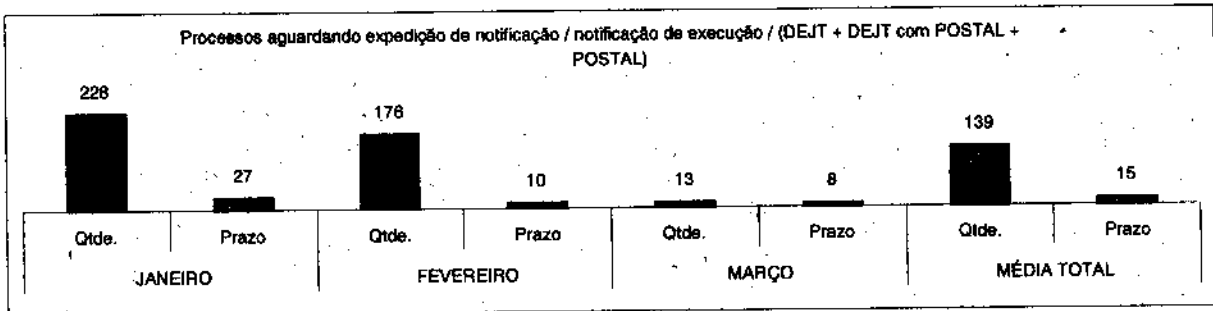 Processos aguardando expedição de notificação / notificação de execução / (DEJT + DEJT com POSTAL +
POSTAL)
228
27
176
10
13
8
139
15
Qtde.
Prazo
Qtde.
Prazo
Qtde.
Prazo
Qtde.
Prazo
JANEIRO
FEVEREIRO
MARÇO
MÉDIA TOTAL